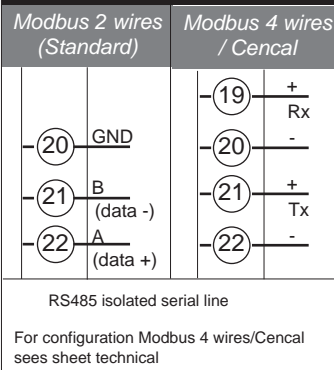 Modbus 2 wires
(Standard)
Modbus 4 wires
/ Cencal
20 GND
21 B
(data -)
22 A
(data +)
19 +
Rx
20 -
21 +
Tx
22 -
RS485 isolated serial line
For configuration Modbus 4 wires/Cencal
sees sheet technical